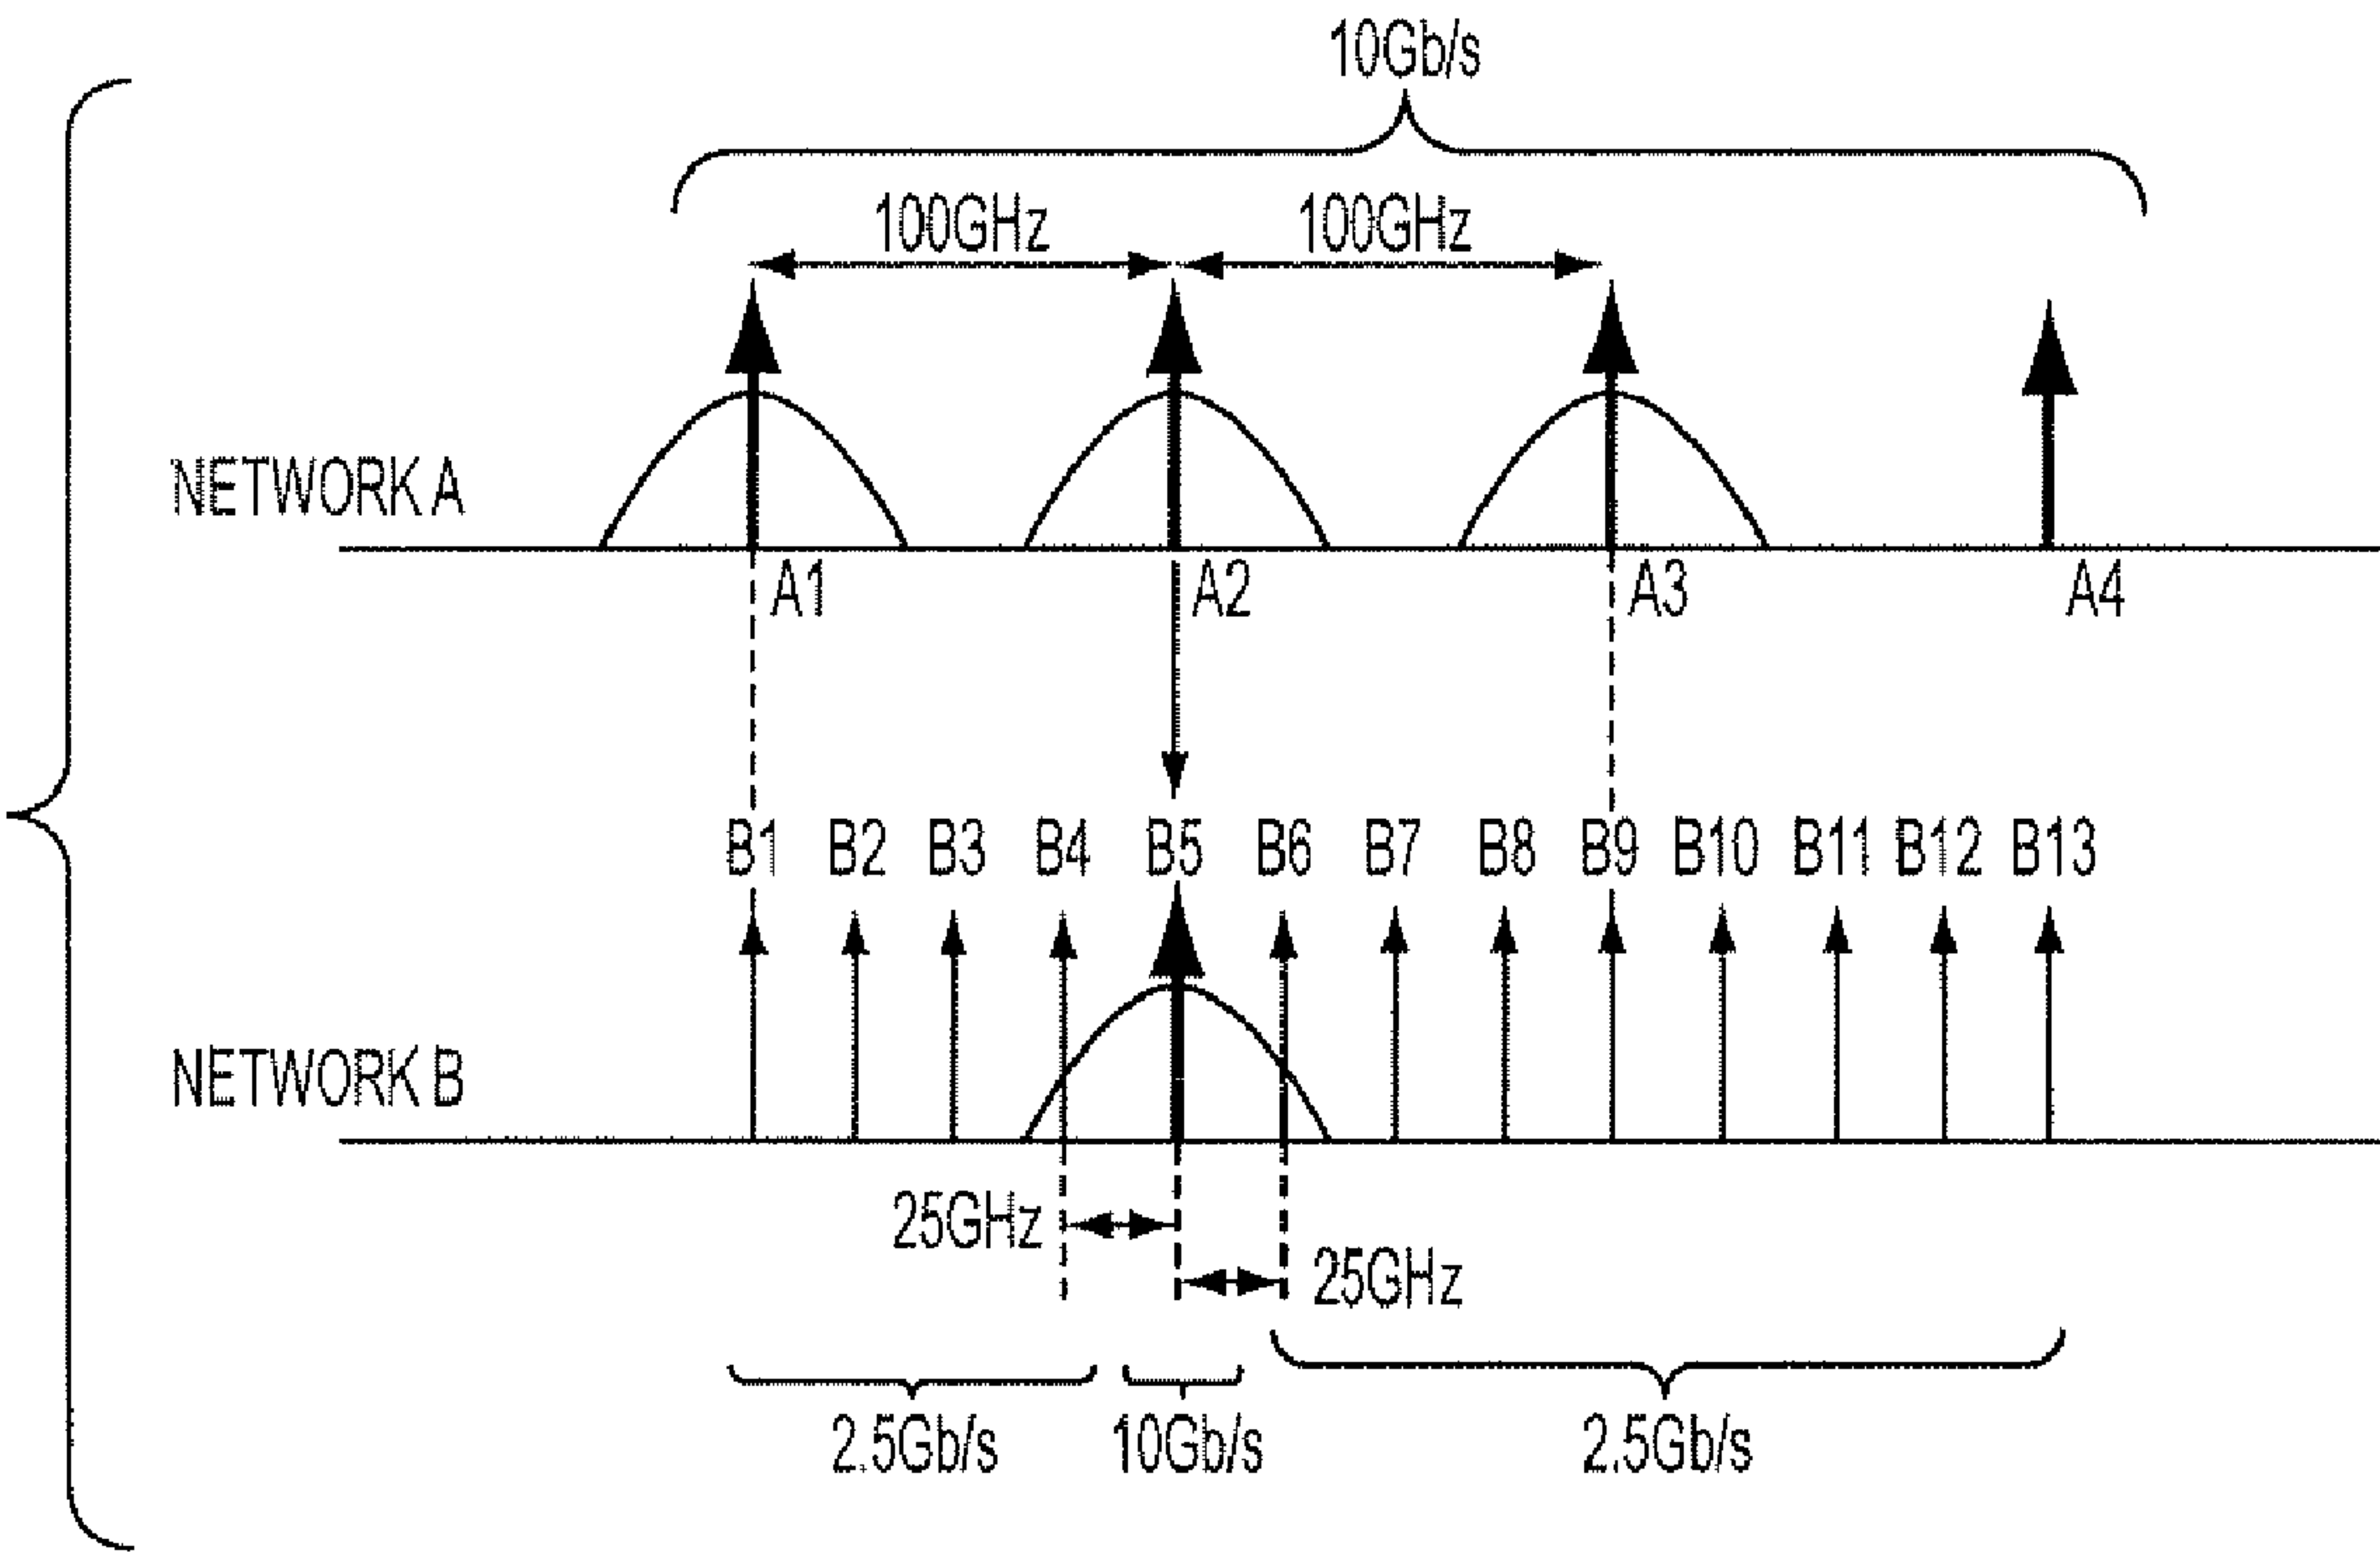 10Gb/s
100GHz 100GHz
NETWORK A
A1 A2 A3 A4
B1 B2 B3 B4 B5 B6 B7 B8 B9 B10 B11 B12 B13
NETWORK B
25GHz
25GHz
2.5Gb/s 10Gb/s 2.5Gb/s